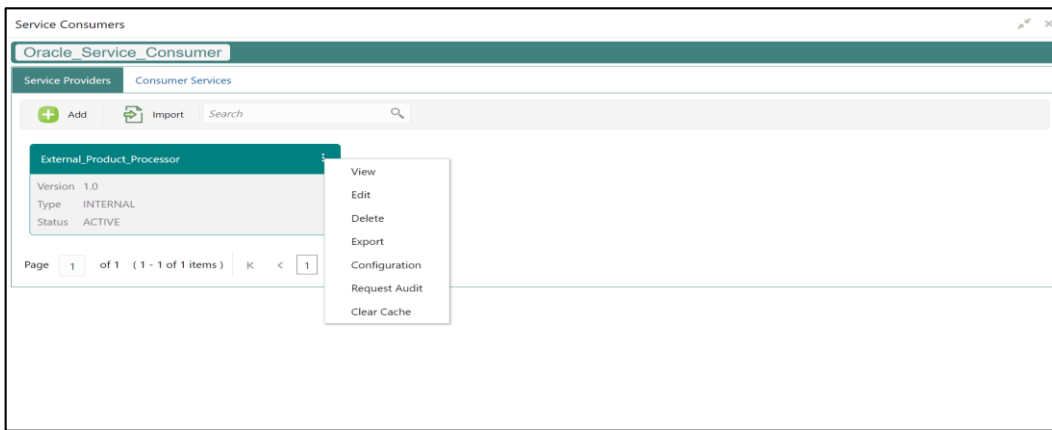 Service Consumers
Oracle_Service_Consumer
Service Providers Consumer Services
Add Import Search
External_Product_Processor
Version 1.0
Type INTERNAL
Status ACTIVE
Page 1 of 1 ( 1 - 1 of 1 items ) 1
View
Edit
Delete
Export
Configuration
Request Audit
Clear Cache